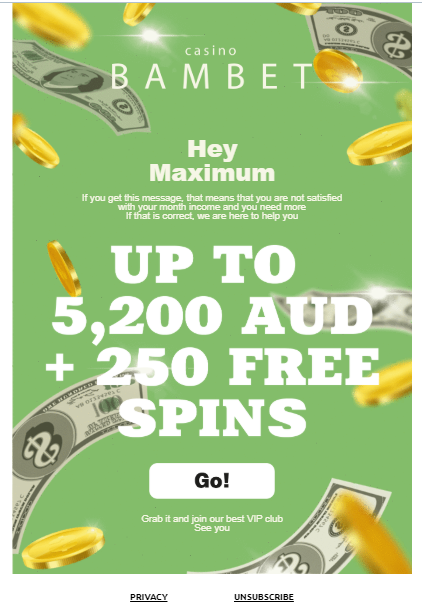 casino
BAMBET
Hey
Maximum
If you get this message, that means that you are not satisfied
with your month income and you need more
If that is correct, we are here to help you
UP TO
5,200 AUD
+ 250 FREE
SPINS
Go!
Grab it and join our best VIP club
See you
PRIVACY UNSUBSCRIBE